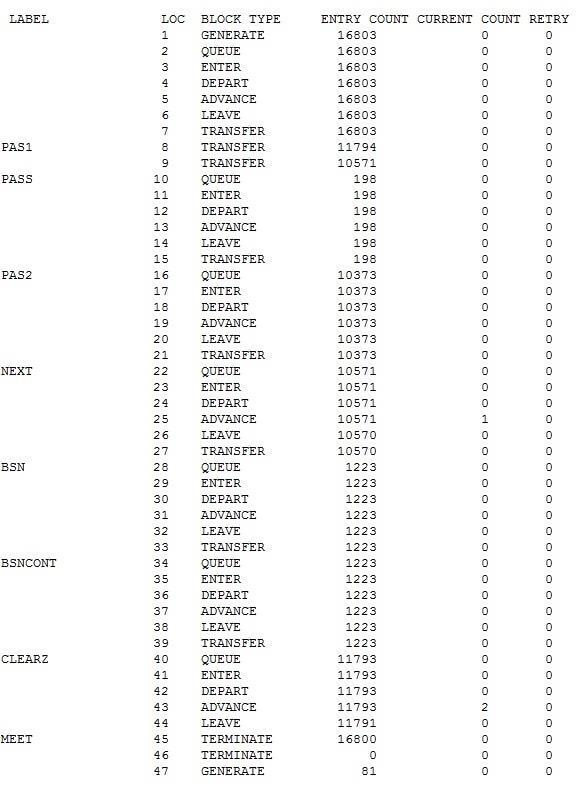 LABEL LOC BLOCK TYPE ENTRY COUNT CURRENT COUNT RETRY
1 GENERATE 16803 0 0
2 QUEUE 16803 0 0
3 ENTER 16803 0 0
4 DEPART 16803 0 0
5 ADVANCE 16803 0 0
6 LEAVE 16803 0 0
7 TRANSFER 16803 0 0
PAS1 8 TRANSFER 11794 0 0
9 TRANSFER 10571 0 0
PASS 10 QUEUE 198 0 0
11 ENTER 198 0 0
12 DEPART 198 0 0
13 ADVANCE 198 0 0
14 LEAVE 198 0 0
15 TRANSFER 198 0 0
PAS2 16 QUEUE 10373 0 0
17 ENTER 10373 0 0
18 DEPART 10373 0 0
19 ADVANCE 10373 0 0
20 LEAVE 10373 0 0
21 TRANSFER 10373 0 0
NEXT 22 QUEUE 10571 0 0
23 ENTER 10571 0 0
24 DEPART 10571 0 0
25 ADVANCE 10571 1 0
26 LEAVE 10570 0 0
27 TRANSFER 10570 0 0
BSN 28 QUEUE 1223 0 0
29 ENTER 1223 0 0
30 DEPART 1223 0 0
31 ADVANCE 1223 0 0
32 LEAVE 1223 0 0
33 TRANSFER 1223 0 0
BSNCONT 34 QUEUE 1223 0 0
35 ENTER 1223 0 0
36 DEPART 1223 0 0
37 ADVANCE 1223 0 0
38 LEAVE 1223 0 0
39 TRANSFER 1223 0 0
CLEARZ 40 QUEUE 11793 0 0
41 ENTER 11793 0 0
42 DEPART 11793 0 0
43 ADVANCE 11793 2 0
44 LEAVE 11791 0 0
MEET 45 TERMINATE 16800 0 0
46 TERMINATE 0 0 0
47 GENERATE 81 0 0